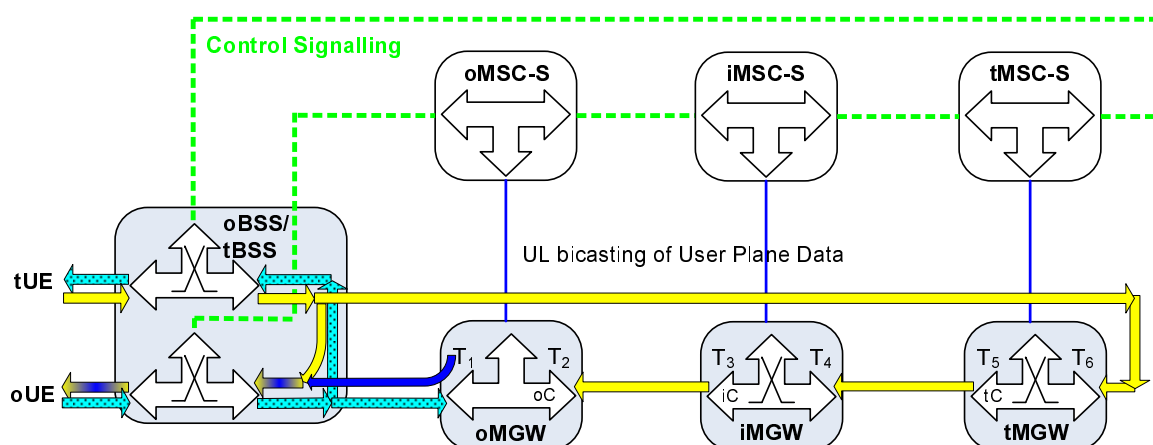 Control Signalling
oMSC-S
iMSC-S
tMSC-S
oBSS/
tBSS
UL bicasting of User Plane Data
tUE
oUE
T1
T2
T3
T4
T5
T6
oC
iC
tC
oMGW
iMGW
tMGW